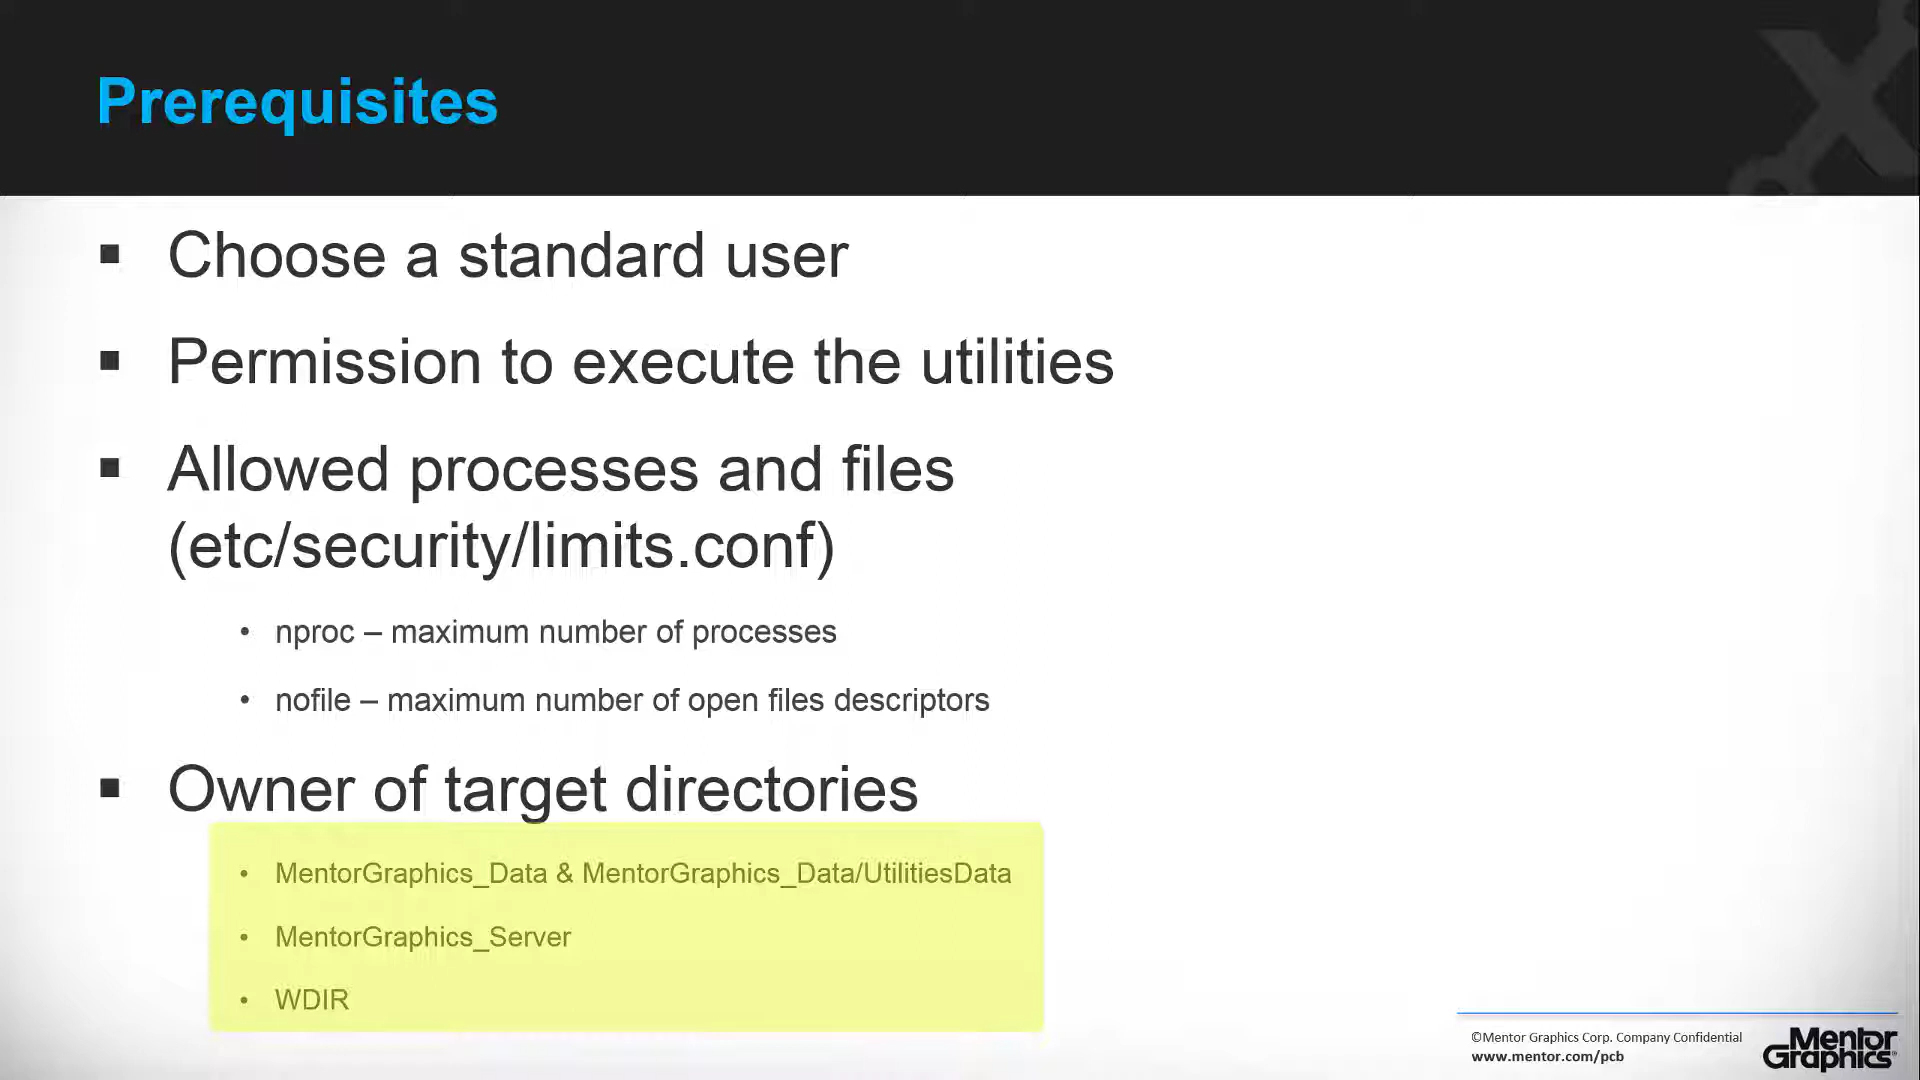 Prerequisites
▪ Choose a standard user
▪ Permission to execute the utilities
▪ Allowed processes and files
(etc/security/limits.conf)
• nproc – maximum number of processes
• nofile – maximum number of open files descriptors
▪ Owner of target directories
• MentorGraphics_Data & MentorGraphics_Data/UtilitiesData
• MentorGraphics_Server
• WDIR
©Mentor Graphics Corp. Company Confidential
www.mentor.com/pcb
Mentor
Graphics®